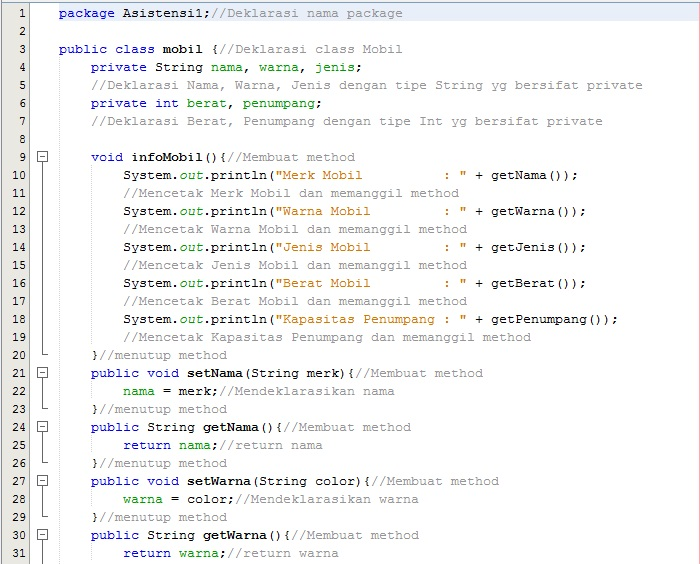 1 package Asistensi1;//Deklarasi nama package
2
3 public class mobil {//Deklarasi class Mobil
4     private String nama, warna, jenis;
5     //Deklarasi Nama, Warna, Jenis dengan tipe String yg bersifat private
6     private int berat, penumpang;
7     //Deklarasi Berat, Penumpang dengan tipe Int yg bersifat private
8
9     void infoMobil(){//Membuat method
10         System.out.println("Merk Mobil          : " + getNama());
11         //Mencetak Merk Mobil dan memanggil method
12         System.out.println("Warna Mobil         : " + getWarna());
13         //Mencetak Warna Mobil dan memanggil method
14         System.out.println("Jenis Mobil         : " + getJenis());
15         //Mencetak Jenis Mobil dan memanggil method
16         System.out.println("Berat Mobil         : " + getBerat());
17         //Mencetak Berat Mobil dan memanggil method
18         System.out.println("Kapasitas Penumpang : " + getPenumpang());
19         //Mencetak Kapasitas Penumpang dan memanggil method
20     }//menutup method
21     public void setNama(String merk){//Membuat method
22         nama = merk;//Mendeklarasikan nama
23     }//menutup method
24     public String getNama(){//Membuat method
25         return nama;//return nama
26     }//menutup method
27     public void setWarna(String color){//Membuat method
28         warna = color;//Mendeklarasikan warna
29     }//menutup method
30     public String getWarna(){//Membuat method
31         return warna;//return warna